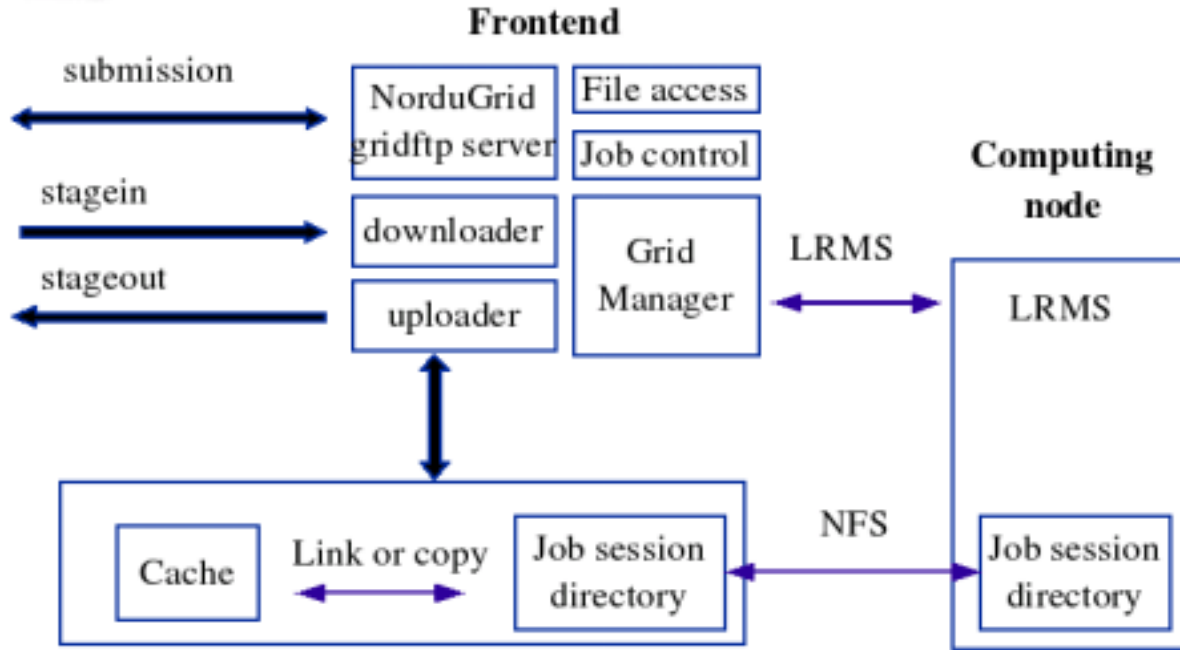 Frontend
submission
NorduGrid
gridftp server
File access
Job control
stagein
downloader
stageout
uploader
Grid
Manager
LRMS
Computing
node
LRMS
Cache
Link or copy
Job session
directory
NFS
Job session
directory